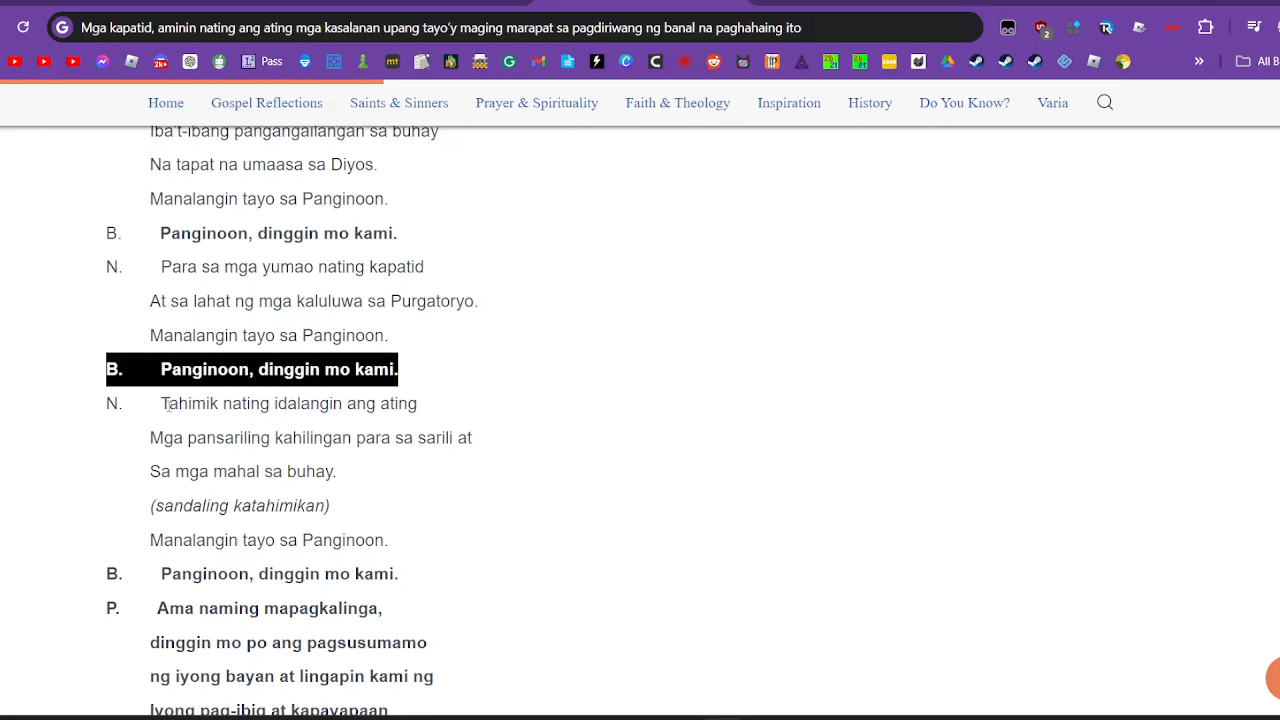 Mga kapatid, aminin nating ang ating mga kasalanan upang tayo'y maging marapat sa pagdiriwang ng banal na paghahaing ito
Pass
All B
Home Gospel Reflections Saints & Sinners Prayer & Spirituality Faith & Theology Inspiration History Do You Know? Varia
Iba't-ibang pangangailangan sa buhay
Na tapat na umaasa sa Diyos.
Manalangin tayo sa Panginoon.
B. Panginoon, dinggin mo kami.
N. Para sa mga yumao nating kapatid
At sa lahat ng mga kaluluwa sa Purgatoryo.
Manalangin tayo sa Panginoon.
B. Panginoon, dinggin mo kami.
N. Tahimik nating idalangin ang ating
Mga pansariling kahilingan para sa sarili at
Sa mga mahal sa buhay.
(sandaling katahimikan)
Manalangin tayo sa Panginoon.
B. Panginoon, dinggin mo kami.
P. Ama naming mapagkalinga,
dinggin mo po ang pagsusumamo
ng iyong bayan at lingapin kami ng
Iyong pag-ibig at kapayapaan